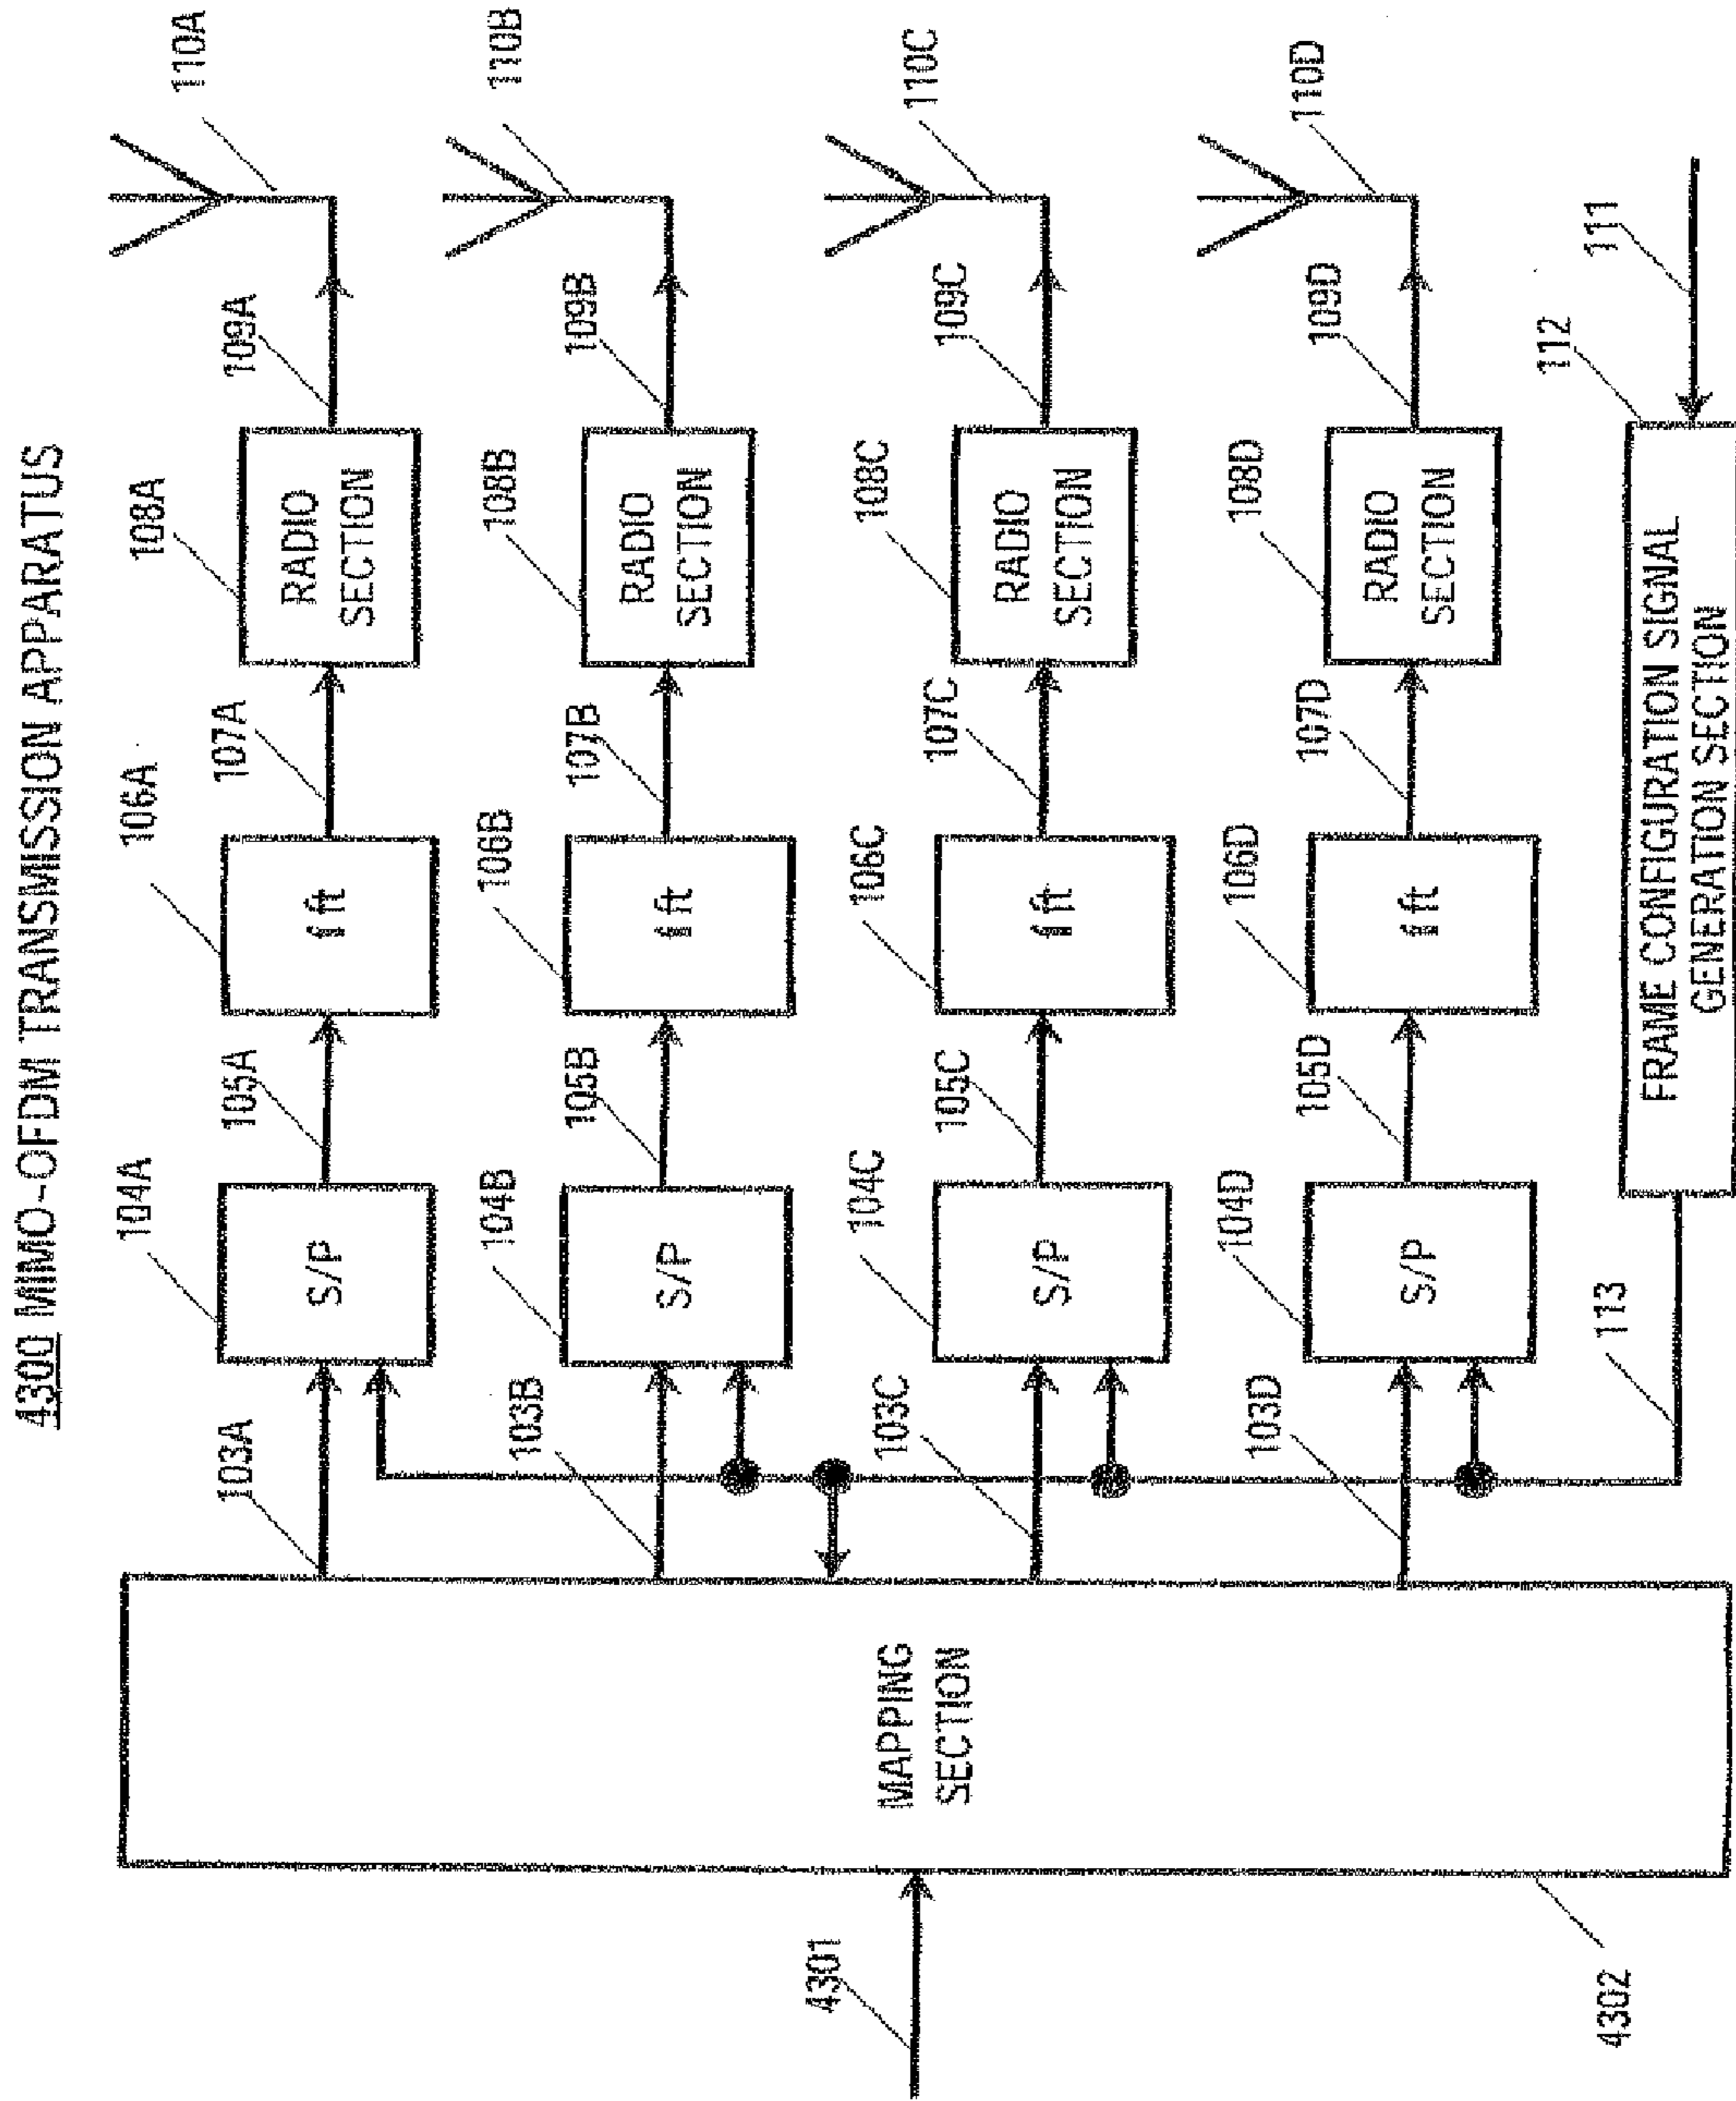 4300 MIMO-OFDM TRANSMISSION APPARATUS
103A
104A
105A
106A
107A
108A
109A
110A
S/P
ifft
RADIO
SECTION
103B
104B
105B
106B
107B
108B
109B
110B
S/P
ifft
RADIO
SECTION
4301
MAPPING
SECTION
4302
103C
104C
105C
106C
107C
108C
109C
110C
S/P
ifft
RADIO
SECTION
103D
104D
105D
106D
107D
108D
109D
110D
S/P
ifft
RADIO
SECTION
113
FRAME CONFIGURATION SIGNAL
GENERATION SECTION
112
111